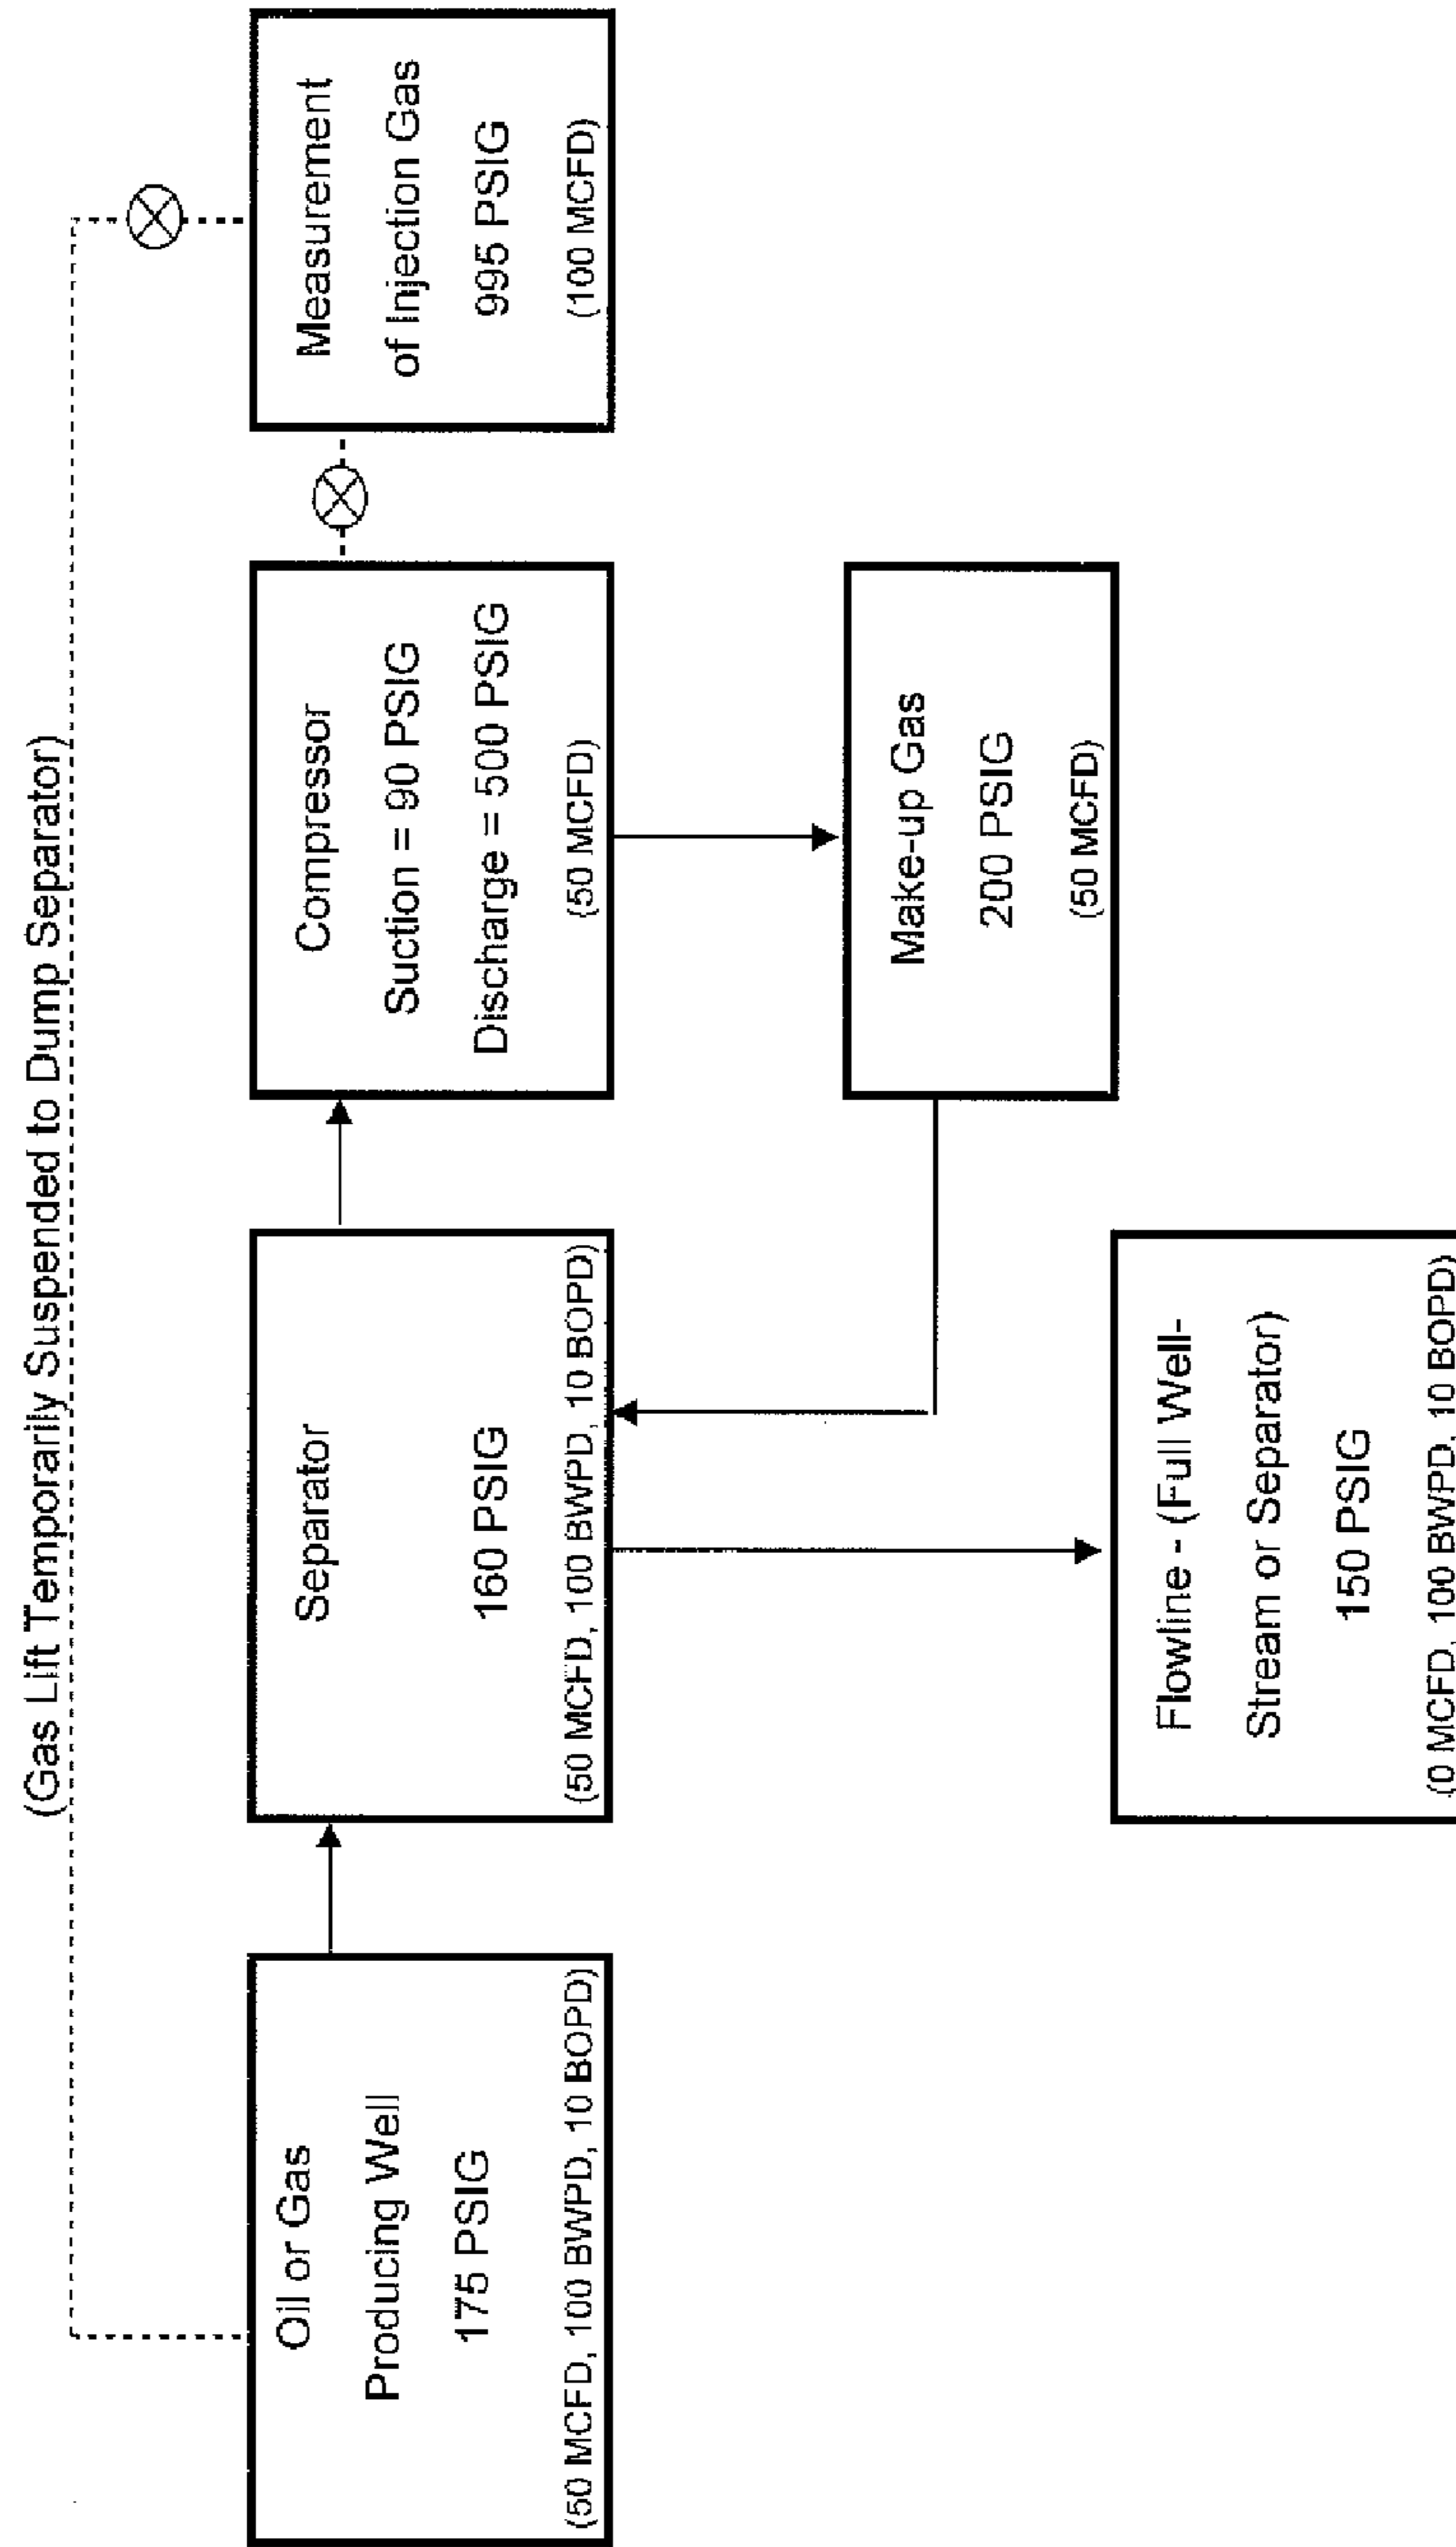 (Gas Lift Temporarily Suspended to Dump Separator)
Oil or Gas
Producing Well
175 PSIG
(50 MCFD, 100 BWPD, 10 BOPD)
Separator
160 PSIG
(50 MCFD, 100 BWPD, 10 BOPD)
Compressor
Suction = 90 PSIG
Discharge = 500 PSIG
(50 MCFD)
Measurement
of Injection Gas
995 PSIG
(100 MCFD)
Make-up Gas
200 PSIG
(50 MCFD)
Flowline - (Full Well-
Stream or Separator)
150 PSIG
(0 MCFD, 100 BWPD, 10 BOPD)